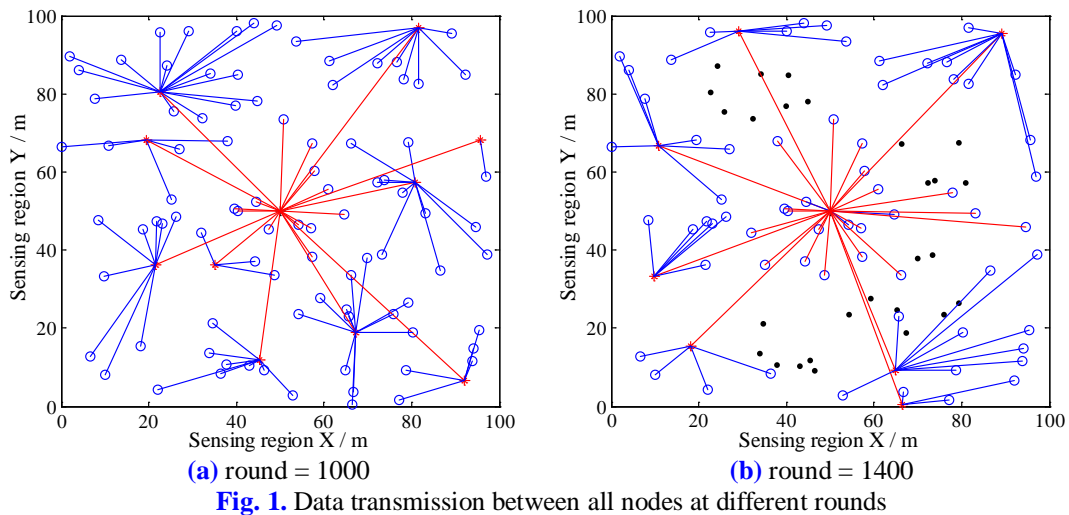 100
80
60
40
20
0
Sensing region Y / m
0 20 40 60 80 100
Sensing region X / m
(a) round = 1000
100
80
60
40
20
0
Sensing region Y / m
0 20 40 60 80 100
Sensing region X / m
(b) round = 1400
Fig. 1. Data transmission between all nodes at different rounds